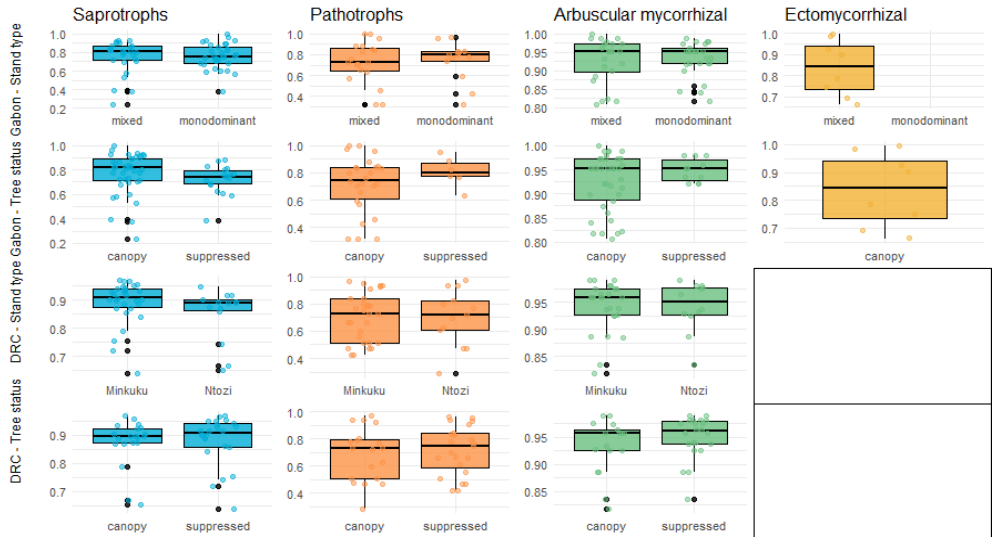 Saprotrophs Pathotrophs Arbuscular mycorrhizal Ectomycorrhizal
Gabon - Stand type
1.0 1.0 1.00 1.0
0.8 0.8 0.95 0.9
0.6 0.6 0.90 0.8
0.4 0.4 0.85 0.7
0.2 0.80
mixed monodominant mixed monodominant mixed monodominant mixed monodominant
Gabon - Tree status
1.0 1.0 1.00 1.0
0.8 0.8 0.95 0.9
0.6 0.6 0.90 0.8
0.4 0.4 0.85 0.7
0.2 0.80
canopy suppressed canopy suppressed canopy suppressed canopy
DRC - Stand type
0.9 1.0 0.95
0.8 0.8 0.90
0.7 0.6 0.85
0.4
Minkuku Ntozi Minkuku Ntozi Minkuku Ntozi
DRC - Tree status
0.9 1.0 0.95
0.8 0.8 0.90
0.7 0.6 0.85
0.4
canopy suppressed canopy suppressed canopy suppressed